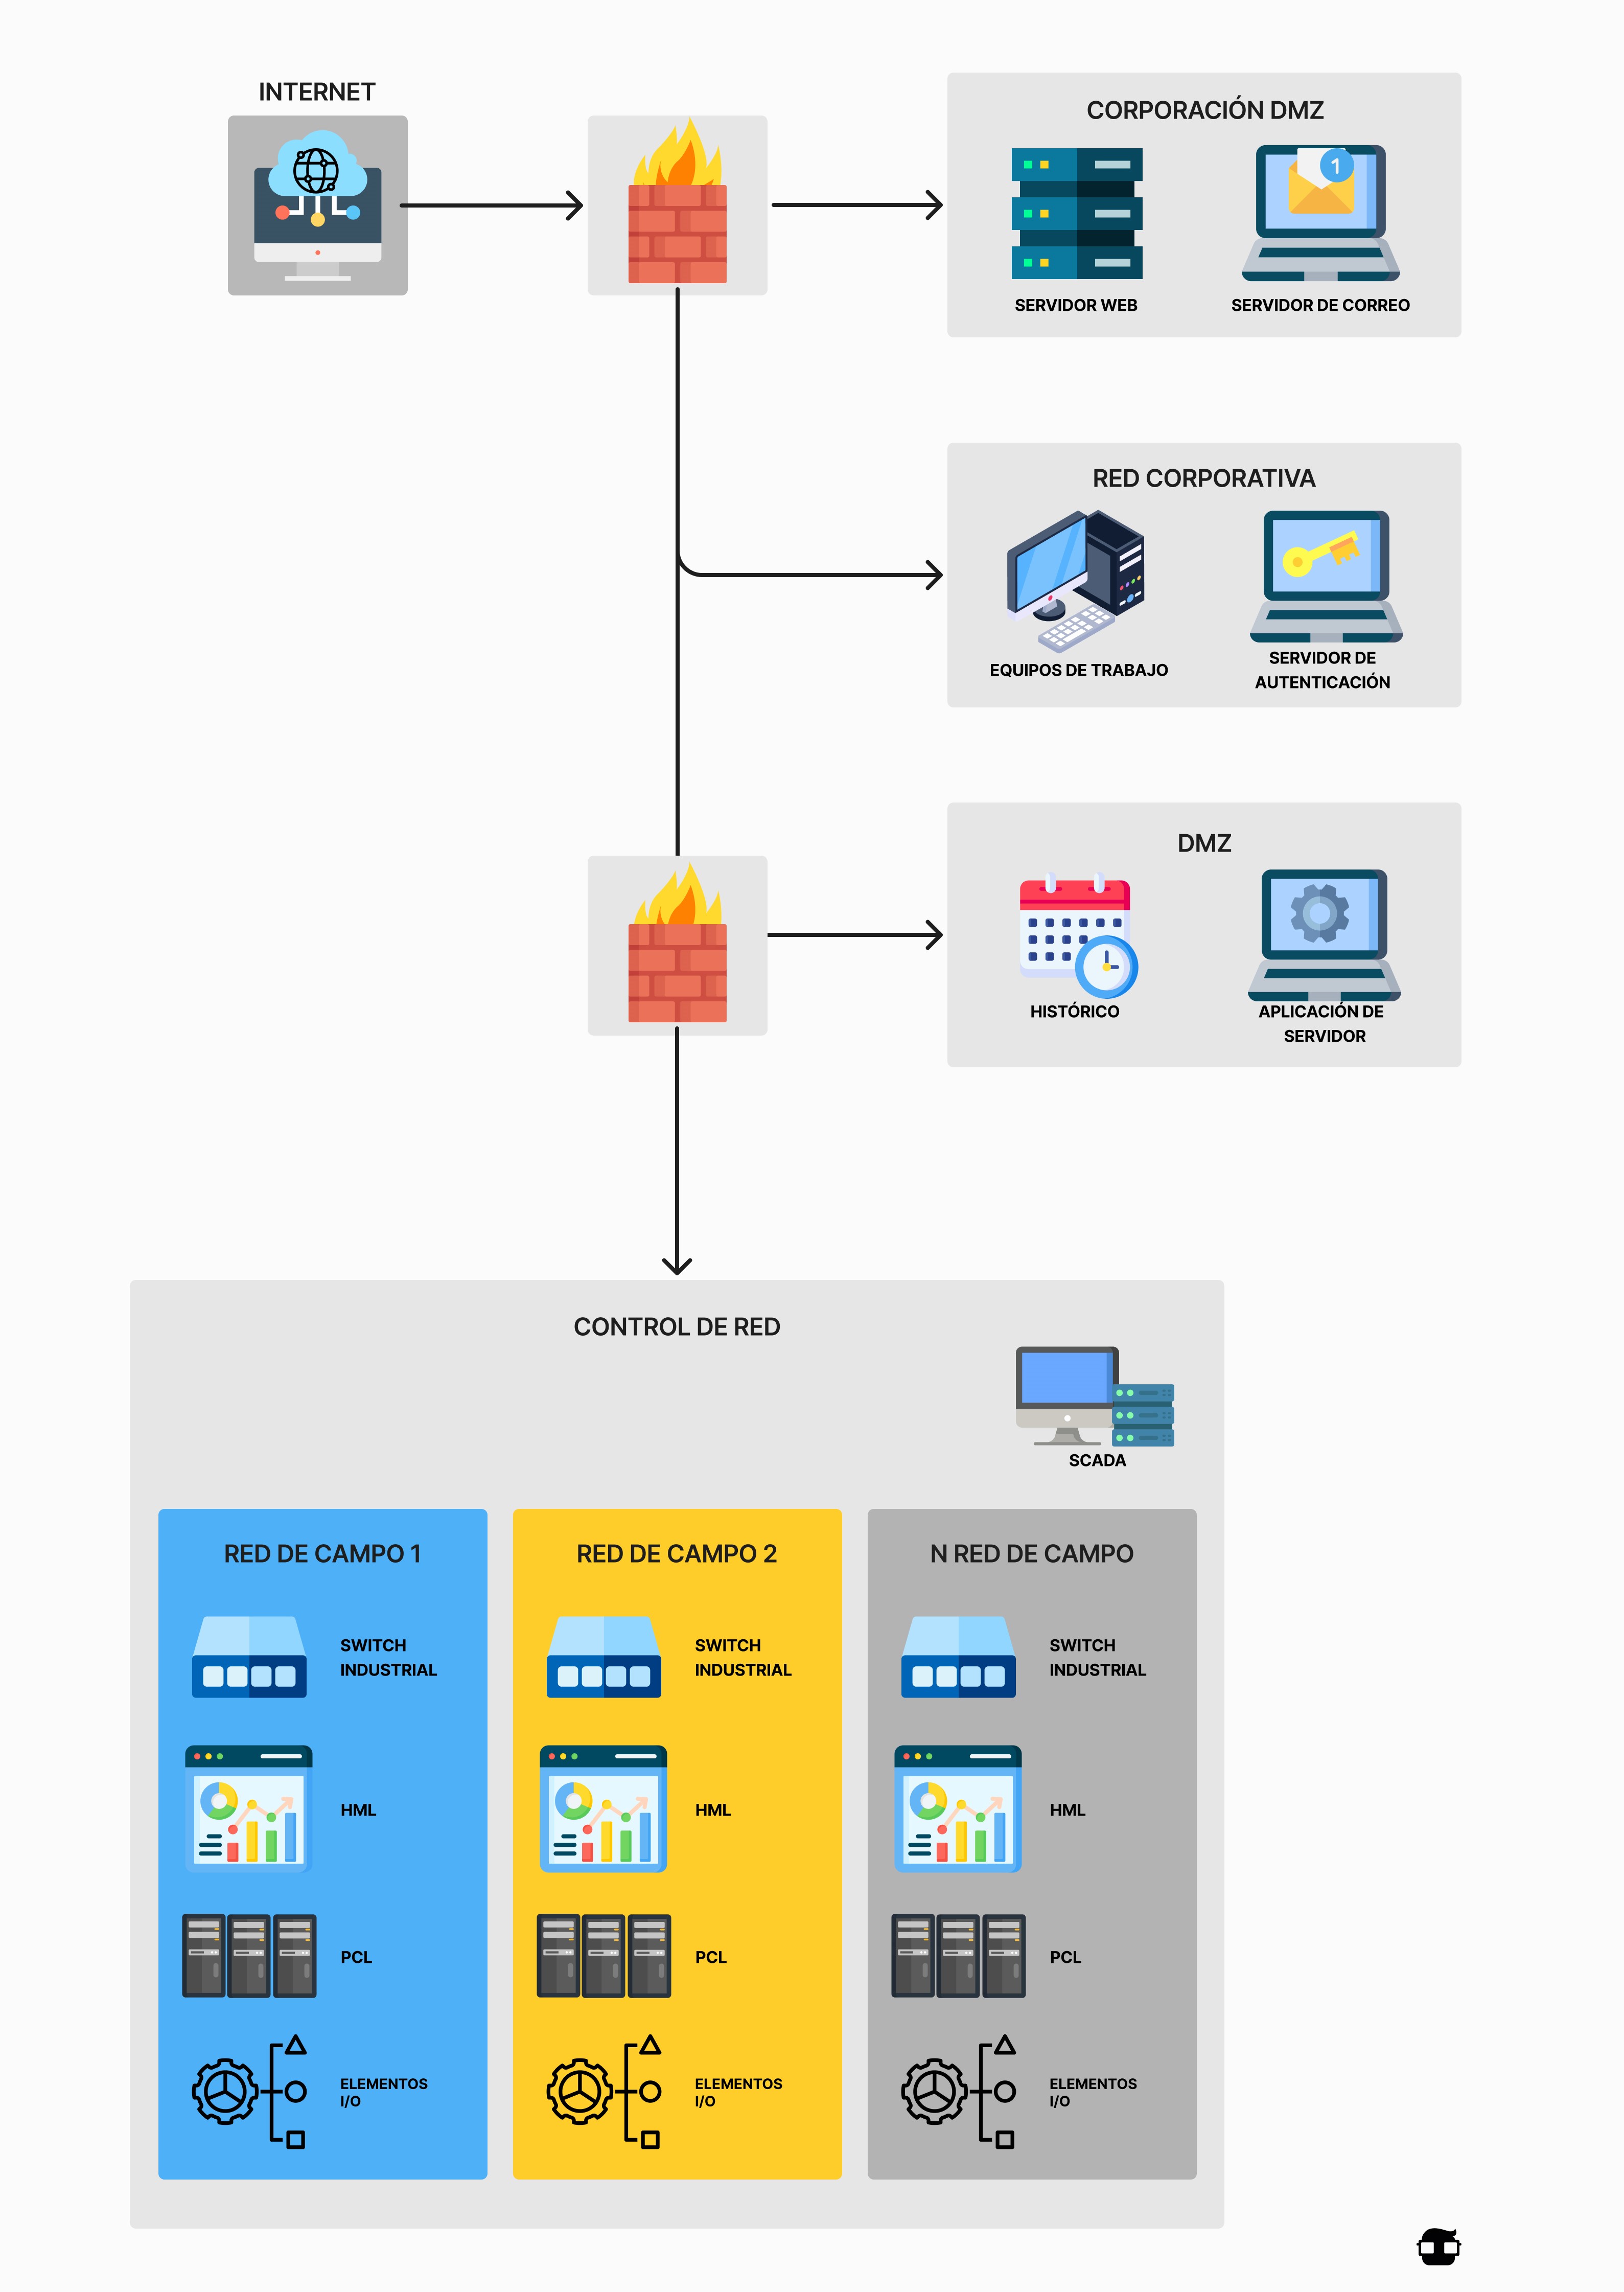 INTERNET
CORPORACIÓN DMZ
1
SERVIDOR WEB
SERVIDOR DE CORREO
RED CORPORATIVA
EQUIPOS DE TRABAJO
SERVIDOR DE
AUTENTICACIÓN
DMZ
HISTÓRICO
APLICACIÓN DE
SERVIDOR
CONTROL DE RED
SCADA
RED DE CAMPO 1
SWITCH
INDUSTRIAL
HML
PCL
ELEMENTOS
I/O
RED DE CAMPO 2
SWITCH
INDUSTRIAL
HML
PCL
ELEMENTOS
I/O
N RED DE CAMPO
SWITCH
INDUSTRIAL
HML
PCL
ELEMENTOS
I/O